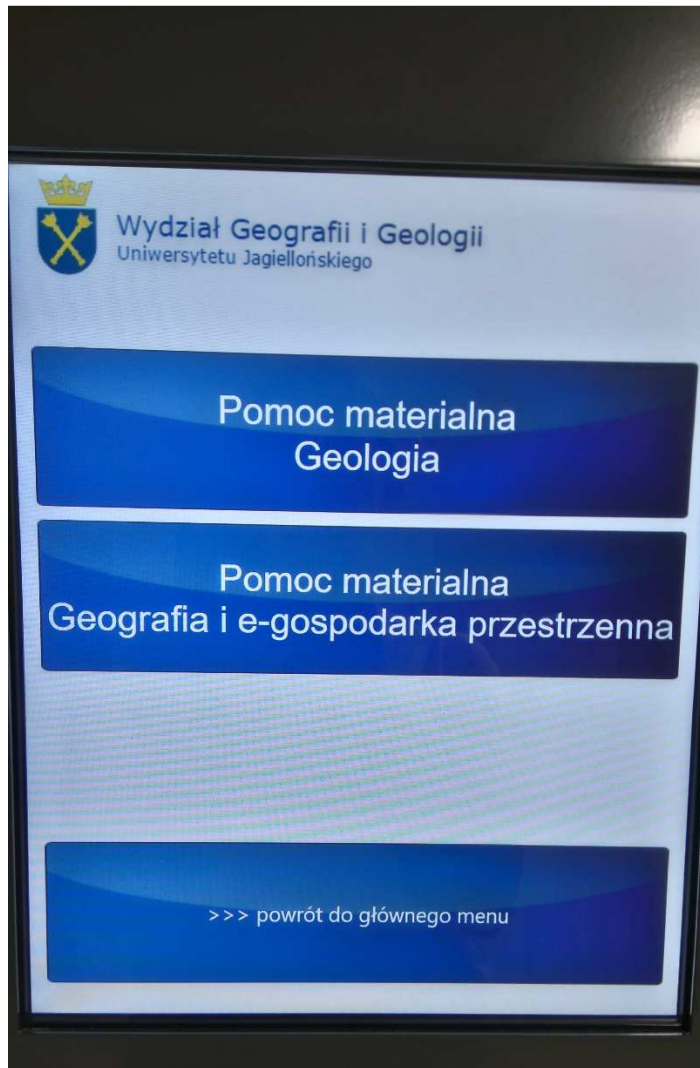 Wydział Geografii i Geologii
Uniwersytetu Jagiellońskiego
Pomoc materialna
Geologia
Pomoc materialna
Geografia i e-gospodarka przestrzenna
>>> powrót do głównego menu